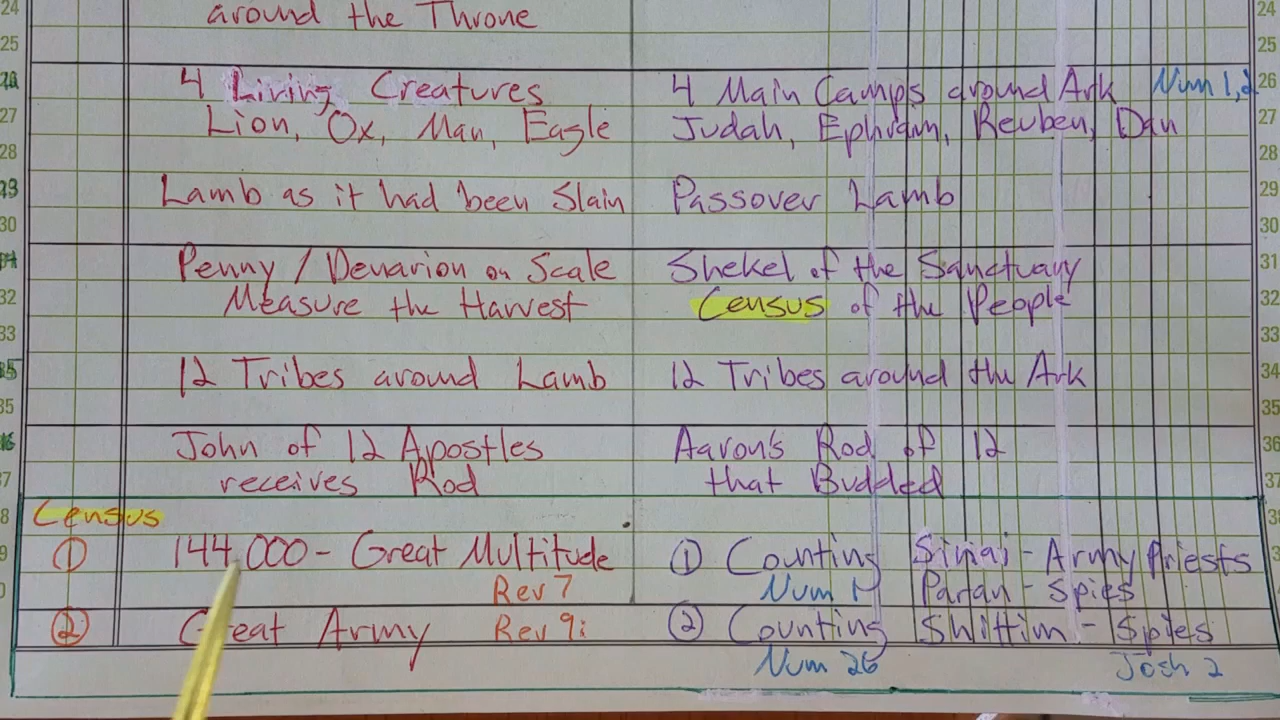 around the Throne
4 Living Creatures 4 Main Camps around Ark Num 1,2
Lion, Ox, Man, Eagle Judah, Ephraim, Reuben, Dan
Lamb as it had been Slain Passover Lamb
Penny / Denarion on Scale Shekel of the Sanctuary
Measure the Harvest Census of the People
12 Tribes around Lamb 12 Tribes around the Ark
John of 12 Apostles Aaron's Rod of 12
receives Rod that Budded
Census
① 144,000 - Great Multitude ① Counting Sinai - Army Priests
Rev 7 Num 1 Paran - Spies
② Great Army Rev 9: ② Counting Shittim - Spies
Num 26 Josh 2